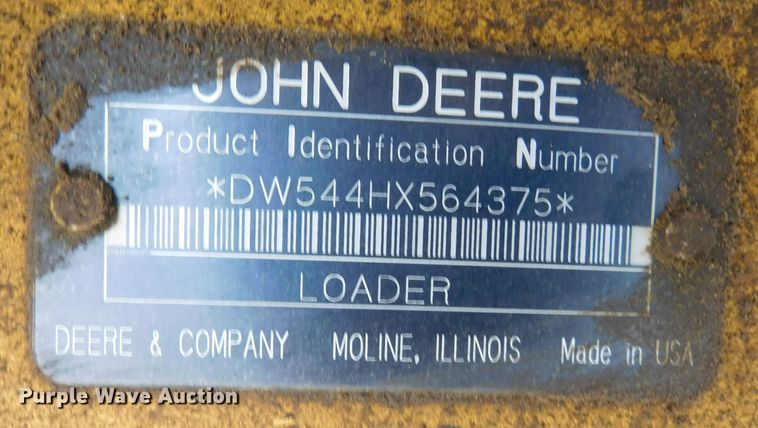 JOHN DEERE
Product Identification Number
*DW544HX564375*
LOADER
DEERE & COMPANY MOLINE, ILLINOIS Made in USA
Purple Wave Auction